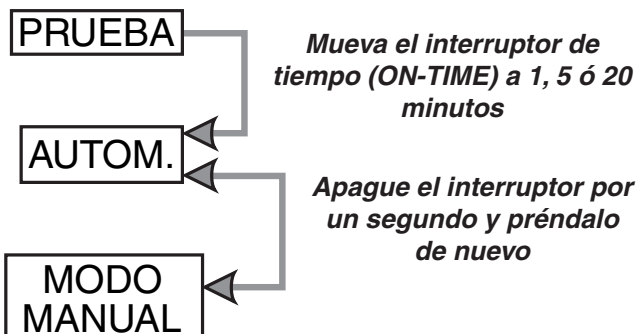 PRUEBA
Mueva el interruptor de
tiempo (ON-TIME) a 1, 5 ó 20
minutos
AUTOM.
Apague el interruptor por
un segundo y préndalo
de nuevo
MODO
MANUAL